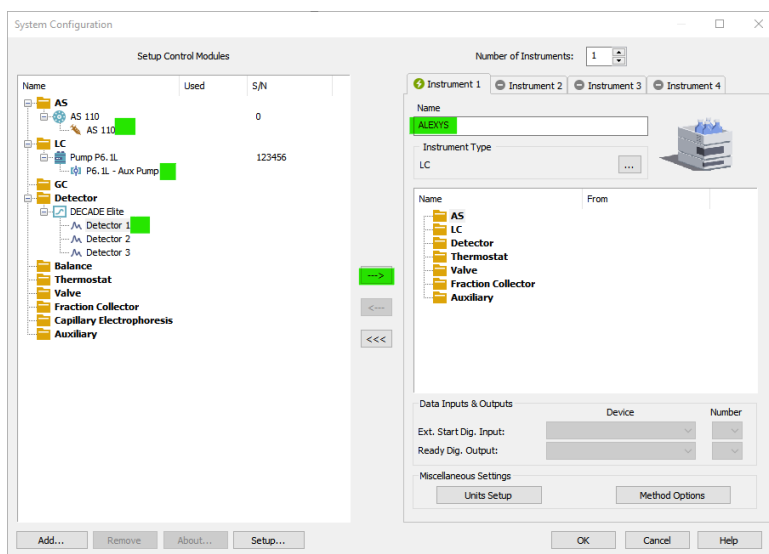 System Configuration
Setup Control Modules
Name Used S/N
AS
AS 110 0
AS 110
LC
Pump P6.1L 123456
P6.1L - Aux Pump
GC
Detector
DECADE Elite
Detector 1
Detector 2
Detector 3
Balance
Thermostat
Valve
Fraction Collector
Capillary Electrophoresis
Auxiliary
Add... Remove About... Setup...
--->
<---
<<<
Number of Instruments: 1
Instrument 1 Instrument 2 Instrument 3 Instrument 4
Name
ALEXYS
Instrument Type
LC ...
Name From
AS
LC
Detector
Thermostat
Valve
Fraction Collector
Auxiliary
Data Inputs & Outputs
Device Number
Ext. Start Dig. Input:
Ready Dig. Output:
Miscellaneous Settings
Units Setup Method Options
OK Cancel Help